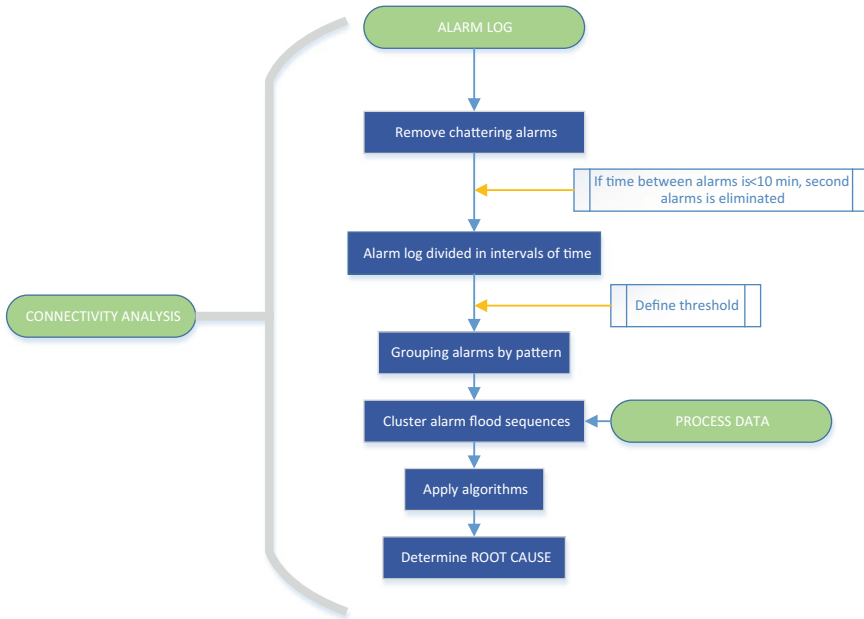 ALARM LOG
Remove chattering alarms
If time between alarms is<10 min, second
alarms is eliminated
Alarm log divided in intervals of time
Define threshold
CONNECTIVITY ANALYSIS
Grouping alarms by pattern
Cluster alarm flood sequences
PROCESS DATA
Apply algorithms
Determine ROOT CAUSE